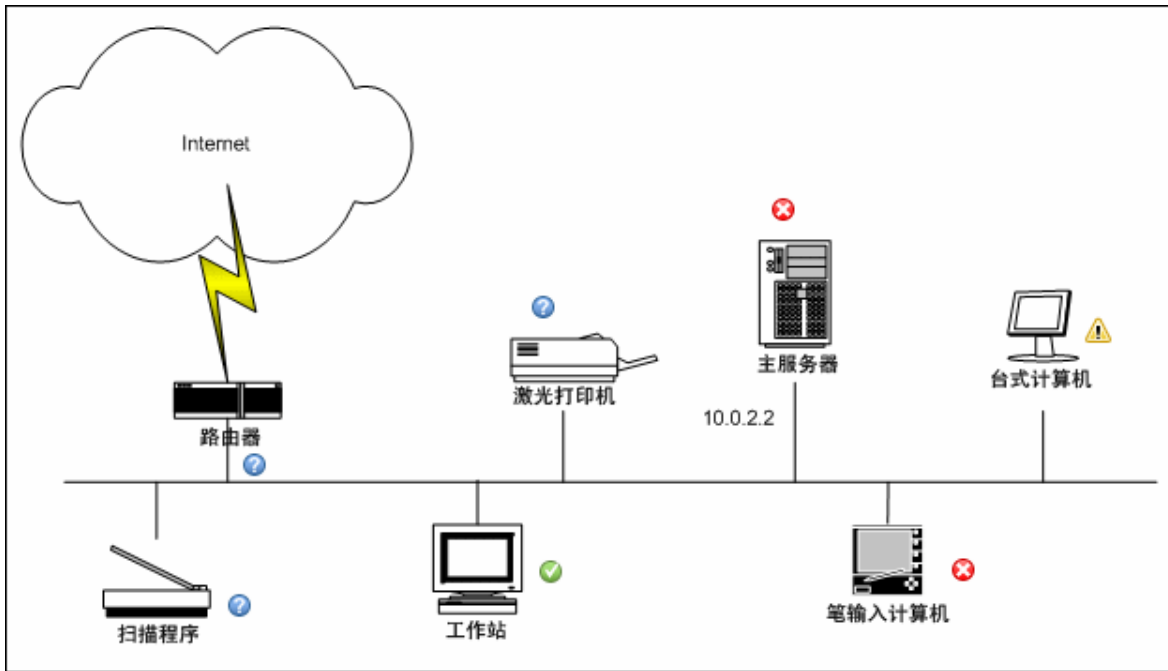 Internet
主服务器
台式计算机
激光打印机
10.0.2.2
路由器
扫描程序
工作站
笔输入计算机